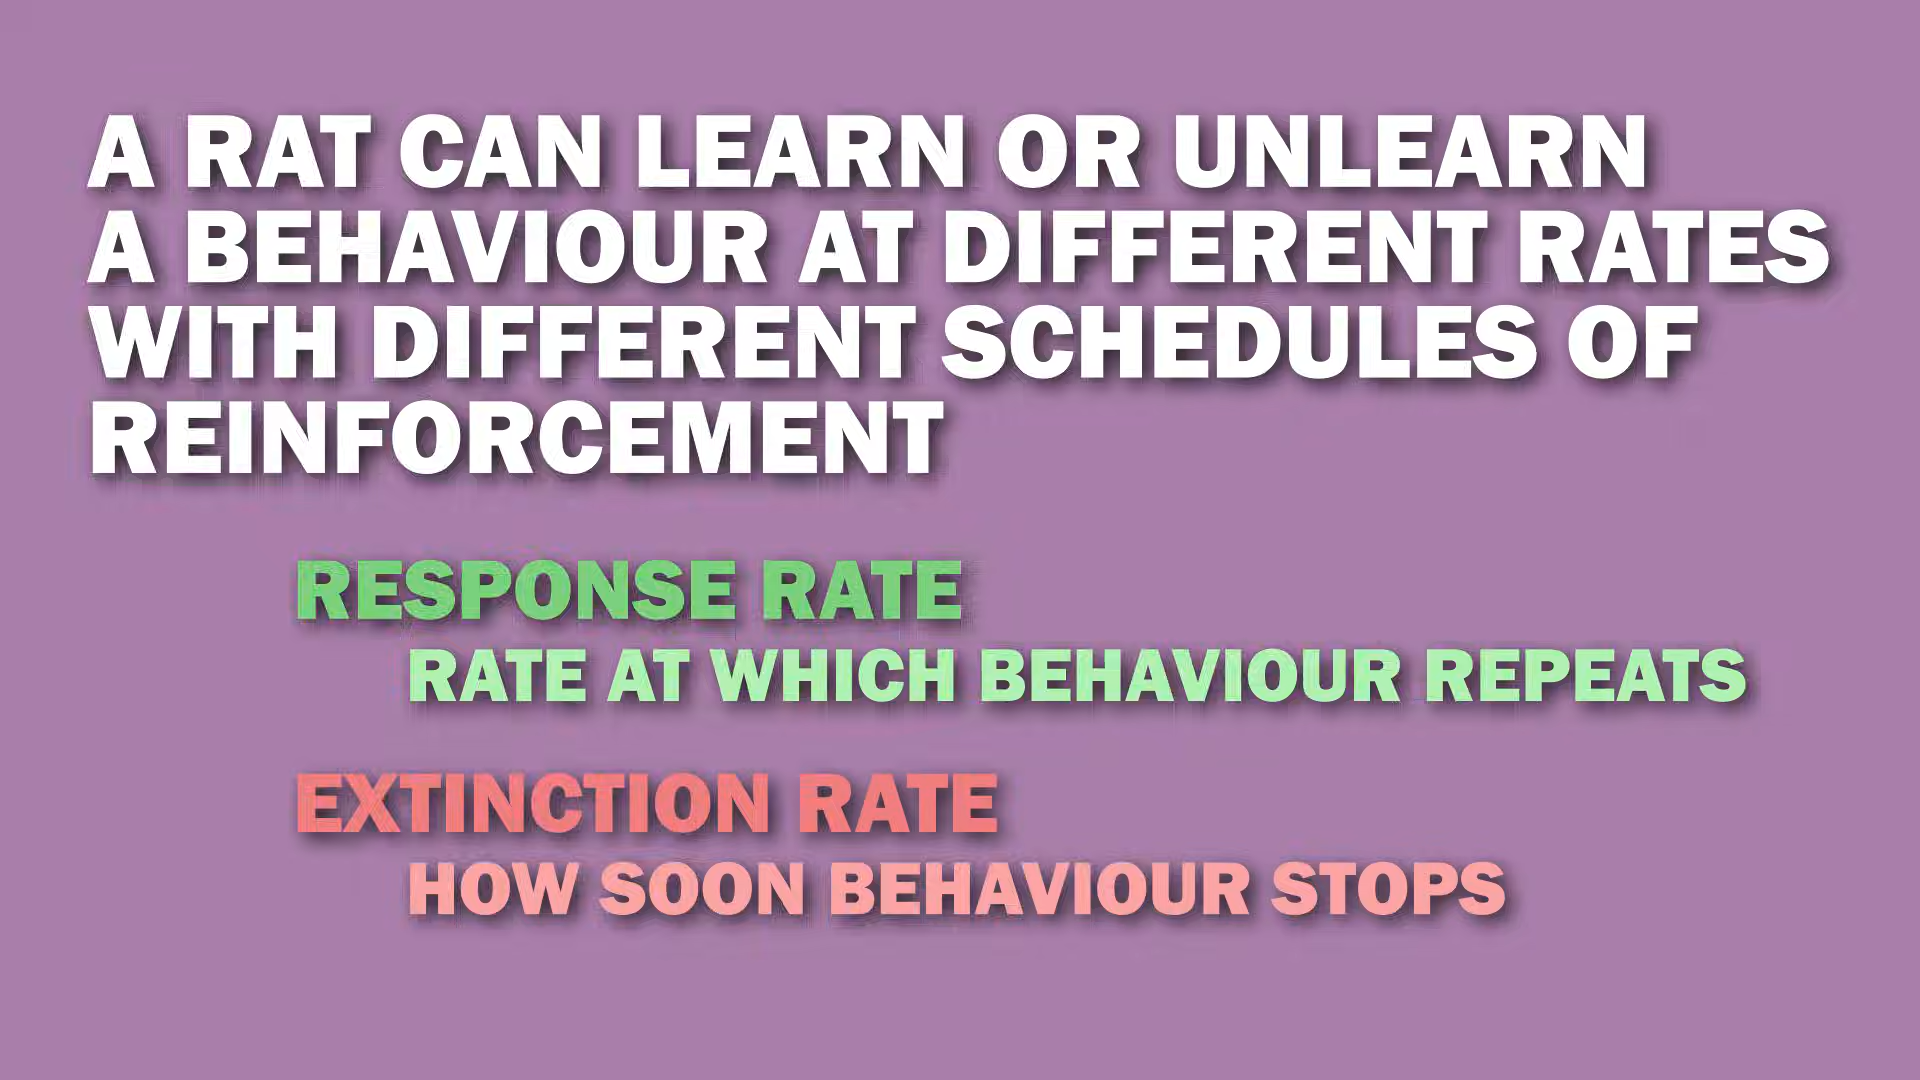 A RAT CAN LEARN OR UNLEARN
A BEHAVIOUR AT DIFFERENT RATES
WITH DIFFERENT SCHEDULES OF
REINFORCEMENT
RESPONSE RATE
RATE AT WHICH BEHAVIOUR REPEATS
EXTINCTION RATE
HOW SOON BEHAVIOUR STOPS